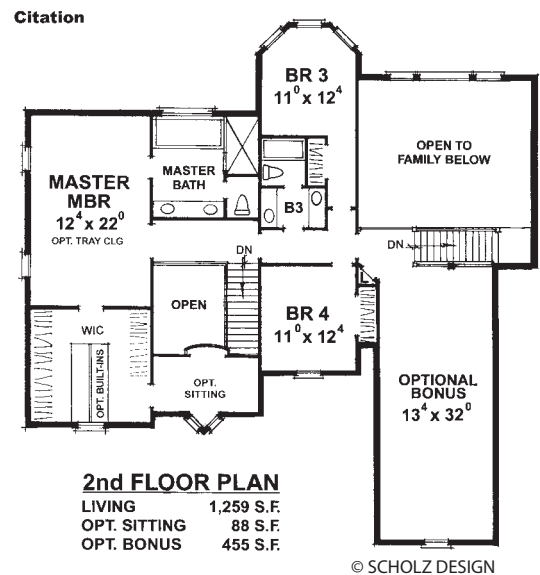 Citation
BR 3
11⁰ x 12⁴
OPEN TO
FAMILY BELOW
MASTER
BATH
MASTER
MBR
12⁴ x 22⁰
OPT. TRAY CLG
B3
DN
DN
OPEN
BR 4
11⁰ x 12⁴
L
WIC
OPT. BUILT-INS
OPT.
SITTING
OPTIONAL
BONUS
13⁴ x 32⁰
2nd FLOOR PLAN
LIVING 1,259 S.F.
OPT. SITTING 88 S.F.
OPT. BONUS 455 S.F.
© SCHOLZ DESIGN